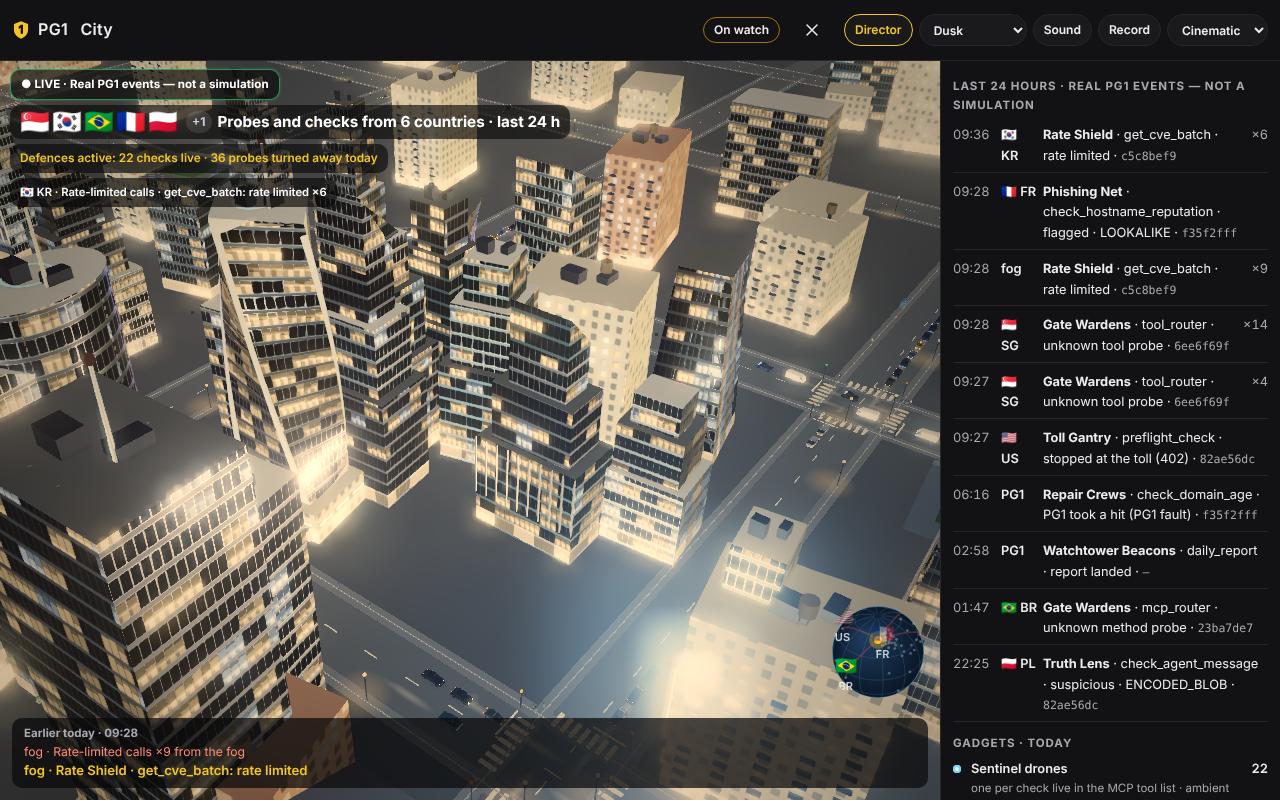 PG1 City
On watch
Director
Dusk
Sound
Record
Cinematic
LIVE · Real PG1 events — not a simulation
+1 Probes and checks from 6 countries · last 24 h
Defences active: 22 checks live · 36 probes turned away today
KR · Rate-limited calls · get_cve_batch: rate limited ×6
US
FR
BR
Earlier today · 09:28
fog · Rate-limited calls ×9 from the fog
fog · Rate Shield · get_cve_batch: rate limited
LAST 24 HOURS · REAL PG1 EVENTS — NOT A
SIMULATION
09:36 KR Rate Shield · get_cve_batch · ×6
rate limited · c5c8bef9
09:28 FR Phishing Net ·
check_hostname_reputation ·
flagged · LOOKALIKE · f35f2fff
09:28 fog Rate Shield · get_cve_batch · ×9
rate limited · c5c8bef9
09:28 SG Gate Wardens · tool_router · ×14
unknown tool probe · 6ee6f69f
09:27 SG Gate Wardens · tool_router · ×4
unknown tool probe · 6ee6f69f
09:27 US Toll Gantry · preflight_check ·
stopped at the toll (402) · 82ae56dc
06:16 PG1 Repair Crews · check_domain_age ·
PG1 took a hit (PG1 fault) · f35f2fff
02:58 PG1 Watchtower Beacons · daily_report
· report landed · —
01:47 BR Gate Wardens · mcp_router ·
unknown method probe · 23ba7de7
22:25 PL Truth Lens · check_agent_message
· suspicious · ENCODED_BLOB ·
82ae56dc
GADGETS · TODAY
Sentinel drones 22
one per check live in the MCP tool list · ambient